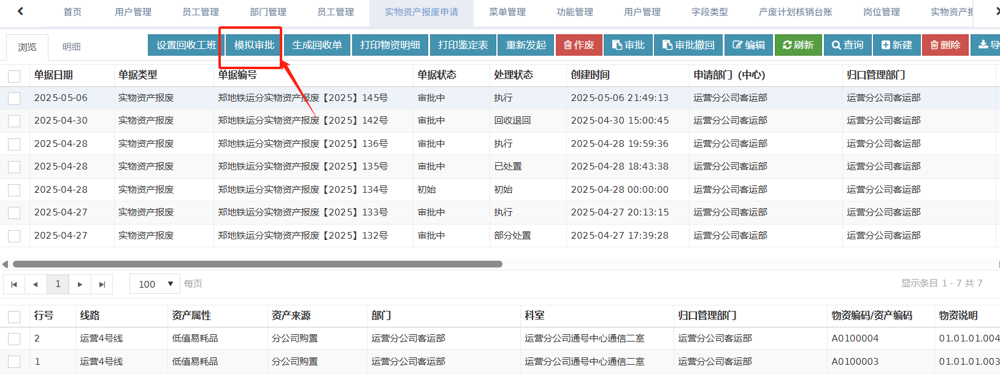 首页 用户管理 员工管理 部门管理 员工管理 实物资产报废申请 菜单管理 功能管理 用户管理 字段类型 产废计划核销台账 岗位管理 实物资产
浏览 明细 设置回收工班 模拟审批 生成回收单 打印物资明细 打印鉴定表 重新发起 作废 审批 审批撤回 编辑 刷新 查询 新建 删除
单据日期 单据类型 单据编号 单据状态 处理状态 创建时间 申请部门（中心） 归口管理部门
2025-05-06 实物资产报废 郑地铁运分实物资产报废【2025】145号 审批中 执行 2025-05-06 21:49:13 运营分公司客运部 运营分公司客运部
2025-04-30 实物资产报废 郑地铁运分实物资产报废【2025】142号 审批中 回收退回 2025-04-30 15:00:45 运营分公司客运部 运营分公司客运部
2025-04-28 实物资产报废 郑地铁运分实物资产报废【2025】136号 审批中 执行 2025-04-28 19:59:36 运营分公司客运部 运营分公司客运部
2025-04-28 实物资产报废 郑地铁运分实物资产报废【2025】135号 审批中 已处置 2025-04-28 18:43:38 运营分公司客运部 运营分公司客运部
2025-04-28 实物资产报废 郑地铁运分实物资产报废【2025】134号 初始 初始 2025-04-28 00:00:00 运营分公司客运部 运营分公司客运部
2025-04-27 实物资产报废 郑地铁运分实物资产报废【2025】133号 审批中 执行 2025-04-27 20:13:15 运营分公司客运部 运营分公司客运部
2025-04-27 实物资产报废 郑地铁运分实物资产报废【2025】132号 审批中 部分处置 2025-04-27 17:39:28 运营分公司客运部 运营分公司客运部
1 100 每页 显示条目 1 - 7 共 7
行号 线路 资产属性 资产来源 部门 科室 归口管理部门 物资编码/资产编码 物资说明
2 运营4号线 低值易耗品 分公司购置 运营分公司客运部 运营分公司通号中心通信二室 运营分公司客运部 A0100004 01.01.01.004
1 运营4号线 低值易耗品 分公司购置 运营分公司客运部 运营分公司通号中心通信二室 运营分公司客运部 A0100003 01.01.01.003